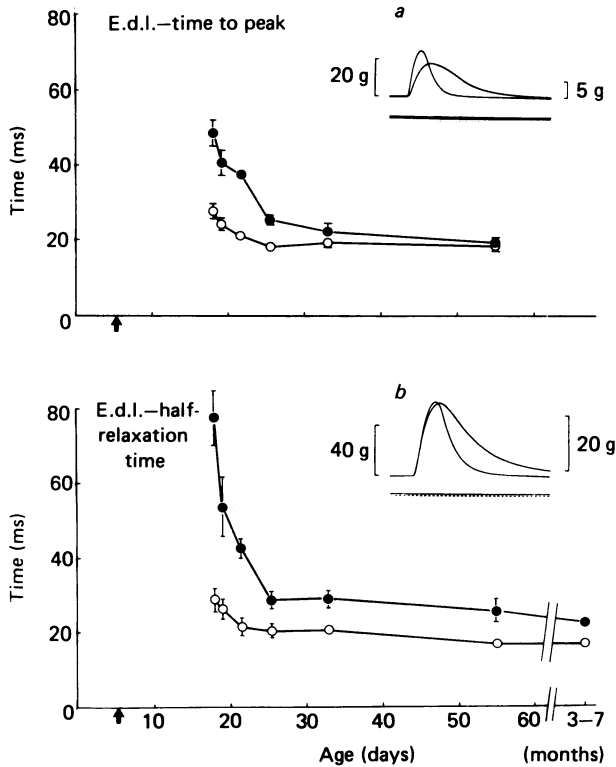 80
60
40
20
0
Time (ms)
E.d.l.—time to peak
a
20 g
5 g
80
60
40
20
0
Time (ms)
E.d.l.—half-
relaxation
time
b
40 g
20 g
10 20 30 40 50 60 3–7
Age (days) (months)